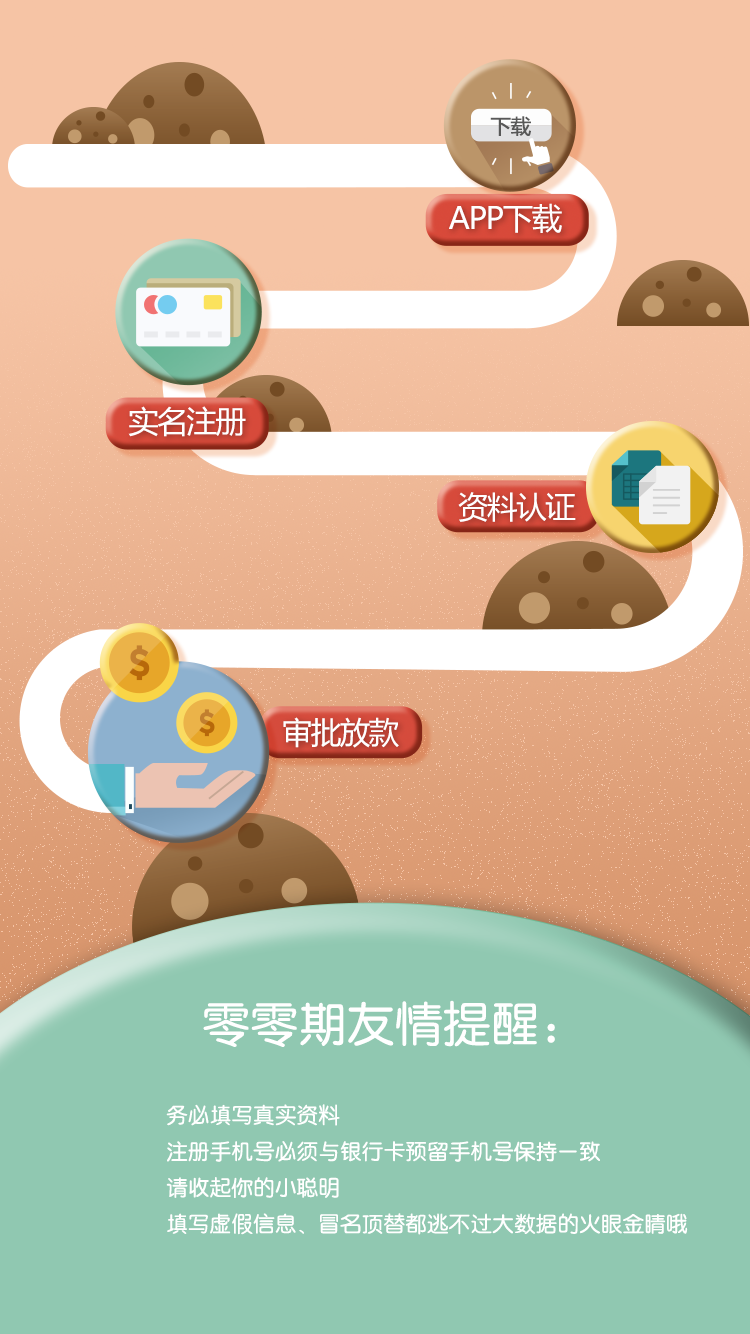 下载
APP下载
实名注册
资料认证
$
$
审批放款
零零期友情提醒：
务必填写真实资料
注册手机号必须与银行卡预留手机号保持一致
请收起你的小聪明
填写虚假信息、冒名顶替都逃不过大数据的火眼金睛哦